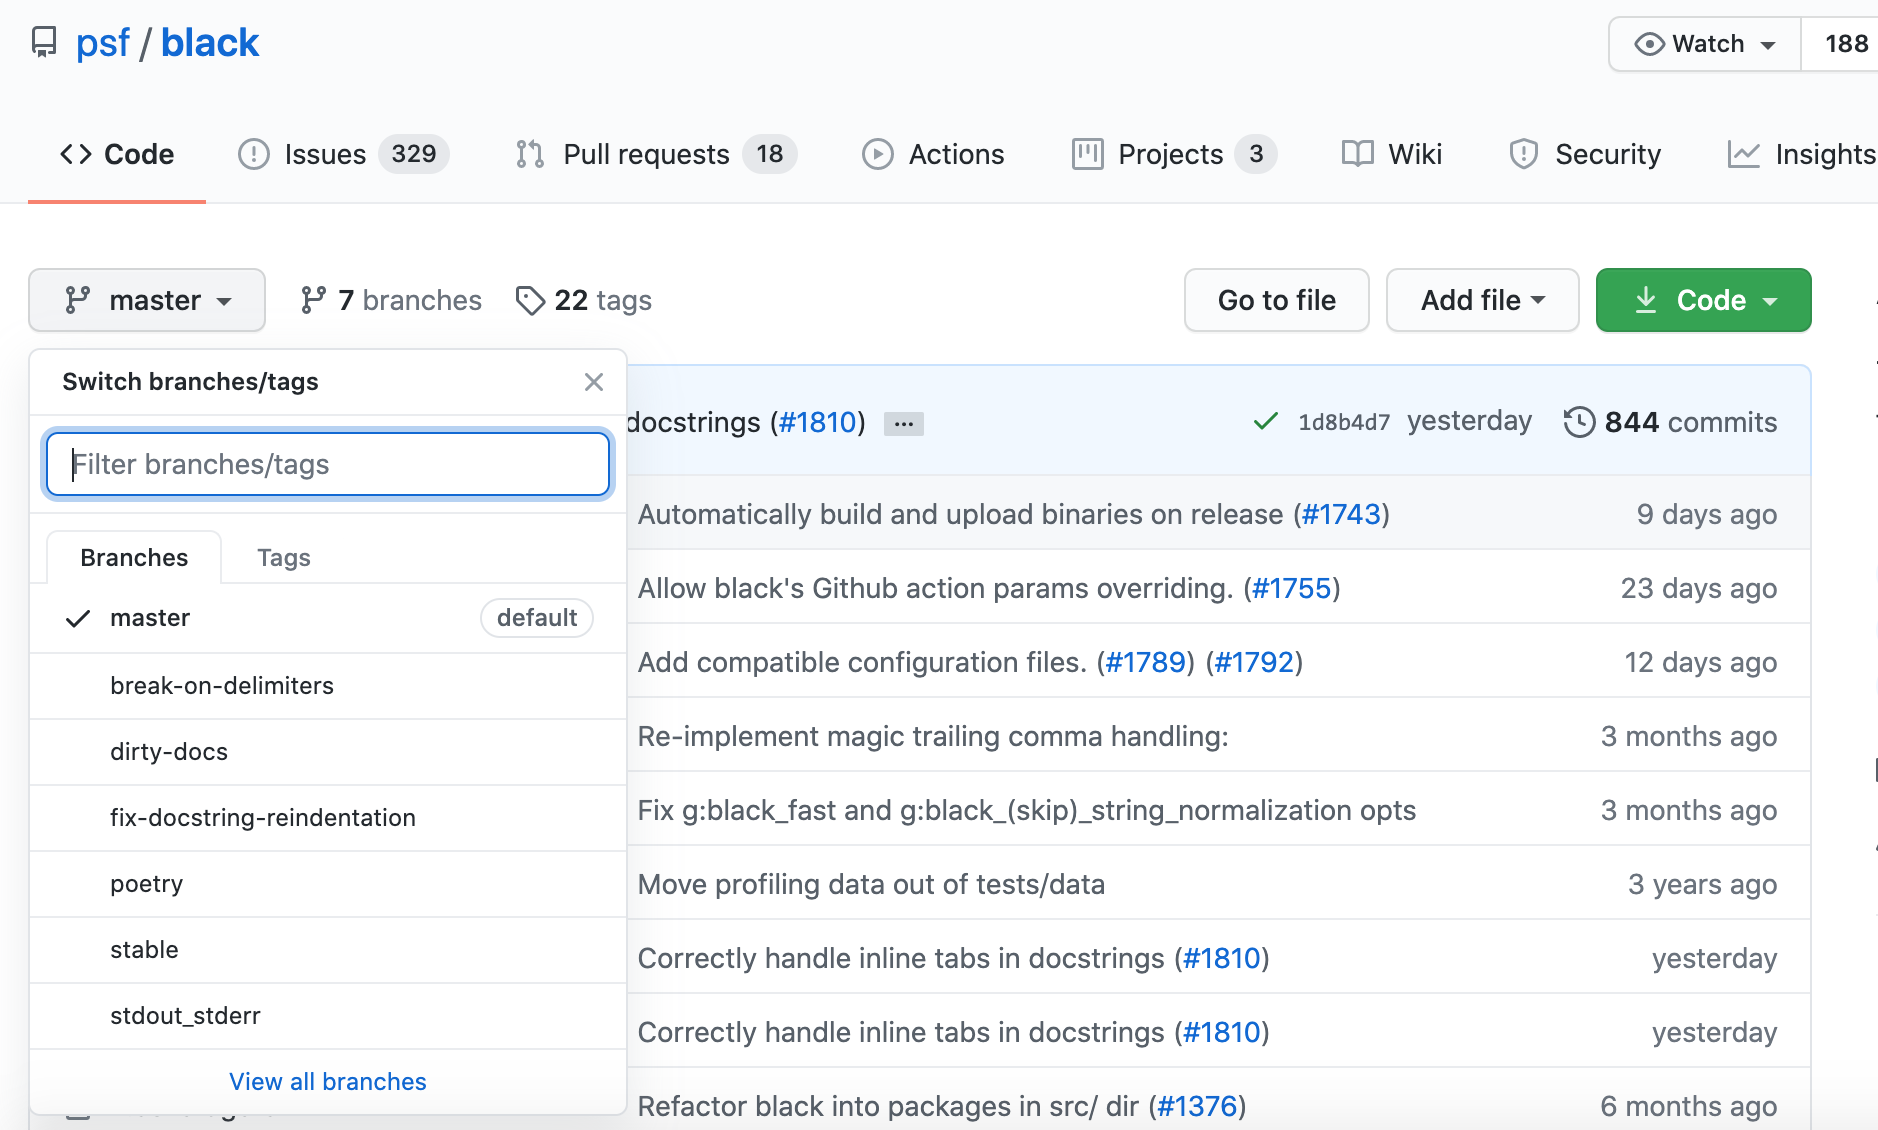 psf / black
Watch 188
Code Issues 329 Pull requests 18 Actions Projects 3 Wiki Security Insights
master 7 branches 22 tags Go to file Add file Code
Switch branches/tags
docstrings (#1810) ... 1d8b4d7 yesterday 844 commits
Filter branches/tags
Automatically build and upload binaries on release (#1743) 9 days ago
Branches Tags
Allow black's Github action params overriding. (#1755) 23 days ago
master default
Add compatible configuration files. (#1789) (#1792) 12 days ago
break-on-delimiters
Re-implement magic trailing comma handling: 3 months ago
dirty-docs
Fix g:black_fast and g:black_(skip)_string_normalization opts 3 months ago
fix-docstring-reindentation
Move profiling data out of tests/data 3 years ago
poetry
stable
Correctly handle inline tabs in docstrings (#1810) yesterday
stdout_stderr
Correctly handle inline tabs in docstrings (#1810) yesterday
View all branches
Refactor black into packages in src/ dir (#1376) 6 months ago